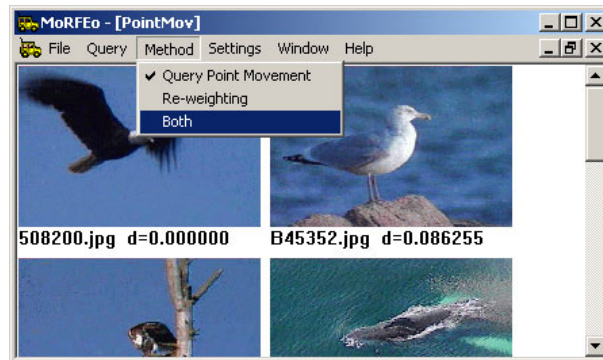 MoRFEo - [PointMov]
File Query Method Settings Window Help
✓ Query Point Movement
Re-weighting
Both
508200.jpg d=0.000000 B45352.jpg d=0.086255